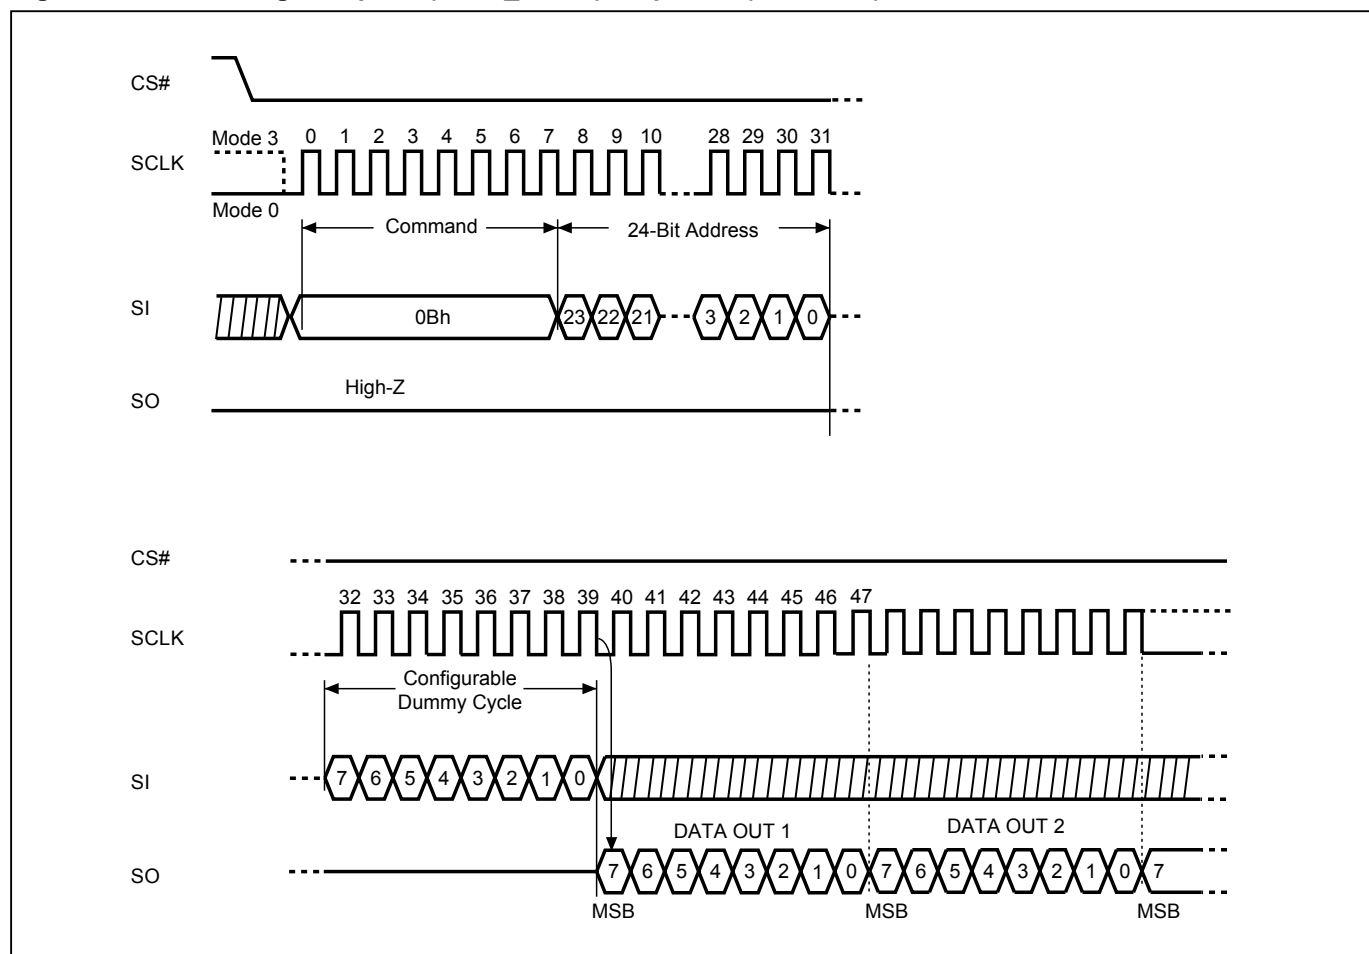 CS#
Mode 3 0 1 2 3 4 5 6 7 8 9 10 28 29 30 31
SCLK
Mode 0
Command
24-Bit Address
SI
0Bh 23 22 21 3 2 1 0
High-Z
SO
CS#
32 33 34 35 36 37 38 39 40 41 42 43 44 45 46 47
SCLK
Configurable
Dummy Cycle
SI 7 6 5 4 3 2 1 0
DATA OUT 1 DATA OUT 2
SO 7 6 5 4 3 2 1 0 7 6 5 4 3 2 1 0 7
MSB MSB MSB